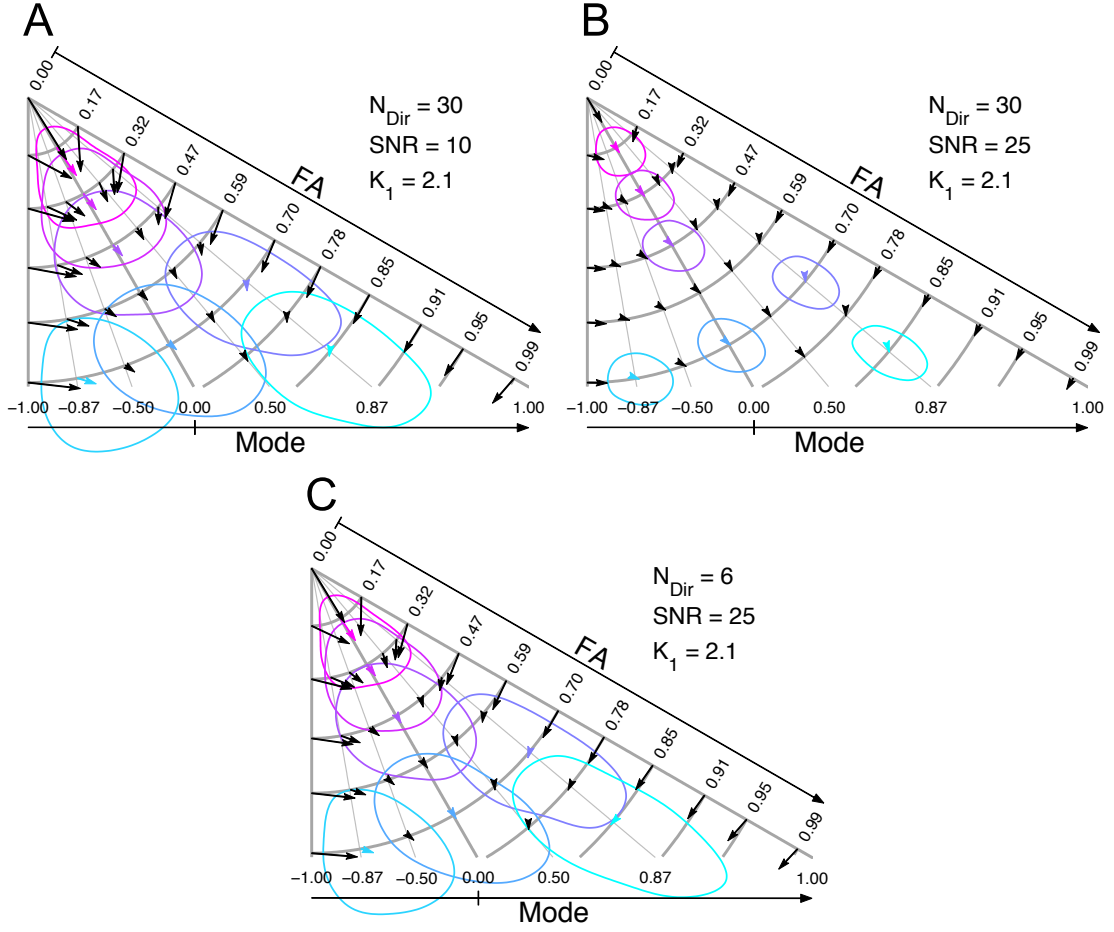 A
0.00
0.17
0.32
0.47
0.59
0.70
0.78
0.85
0.91
0.95
0.99
FA
N_Dir = 30
SNR = 10
K_1 = 2.1
−1.00 −0.87 −0.50 0.00 0.50 0.87 1.00
Mode
B
0.00
0.17
0.32
0.47
0.59
0.70
0.78
0.85
0.91
0.95
0.99
FA
N_Dir = 30
SNR = 25
K_1 = 2.1
−1.00 −0.87 −0.50 0.00 0.50 0.87 1.00
Mode
C
0.00
0.17
0.32
0.47
0.59
0.70
0.78
0.85
0.91
0.95
0.99
FA
N_Dir = 6
SNR = 25
K_1 = 2.1
−1.00 −0.87 −0.50 0.00 0.50 0.87 1.00
Mode